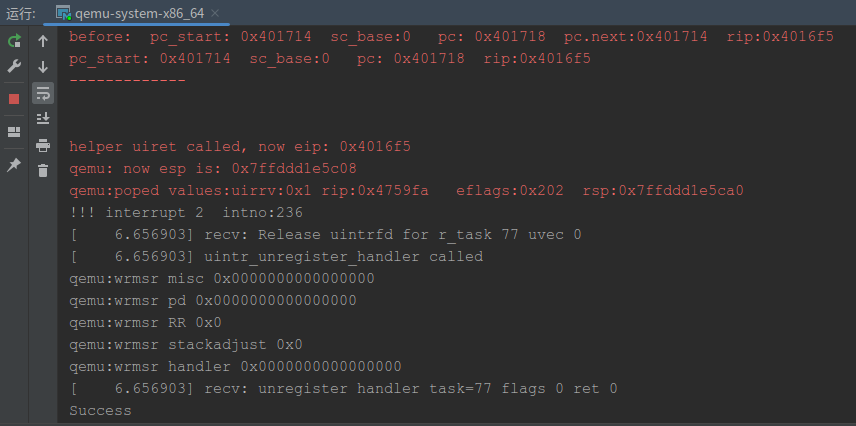 运行: qemu-system-x86_64
before:  pc_start: 0x401714  sc_base:0   pc: 0x401718  pc.next:0x401714  rip:0x4016f5
pc_start: 0x401714  sc_base:0   pc: 0x401718  rip:0x4016f5
-------------
helper uiret called, now eip: 0x4016f5
qemu: now esp is: 0x7ffddd1e5c08
qemu:poped values:uirrv:0x1 rip:0x4759fa   eflags:0x202  rsp:0x7ffddd1e5ca0
!!! interrupt 2  intno:236
[    6.656903] recv: Release uintrfd for r_task 77 uvec 0
[    6.656903] uintr_unregister_handler called
qemu:wrmsr misc 0x0000000000000000
qemu:wrmsr pd 0x0000000000000000
qemu:wrmsr RR 0x0
qemu:wrmsr stackadjust 0x0
qemu:wrmsr handler 0x0000000000000000
[    6.656903] recv: unregister handler task=77 flags 0 ret 0
Success